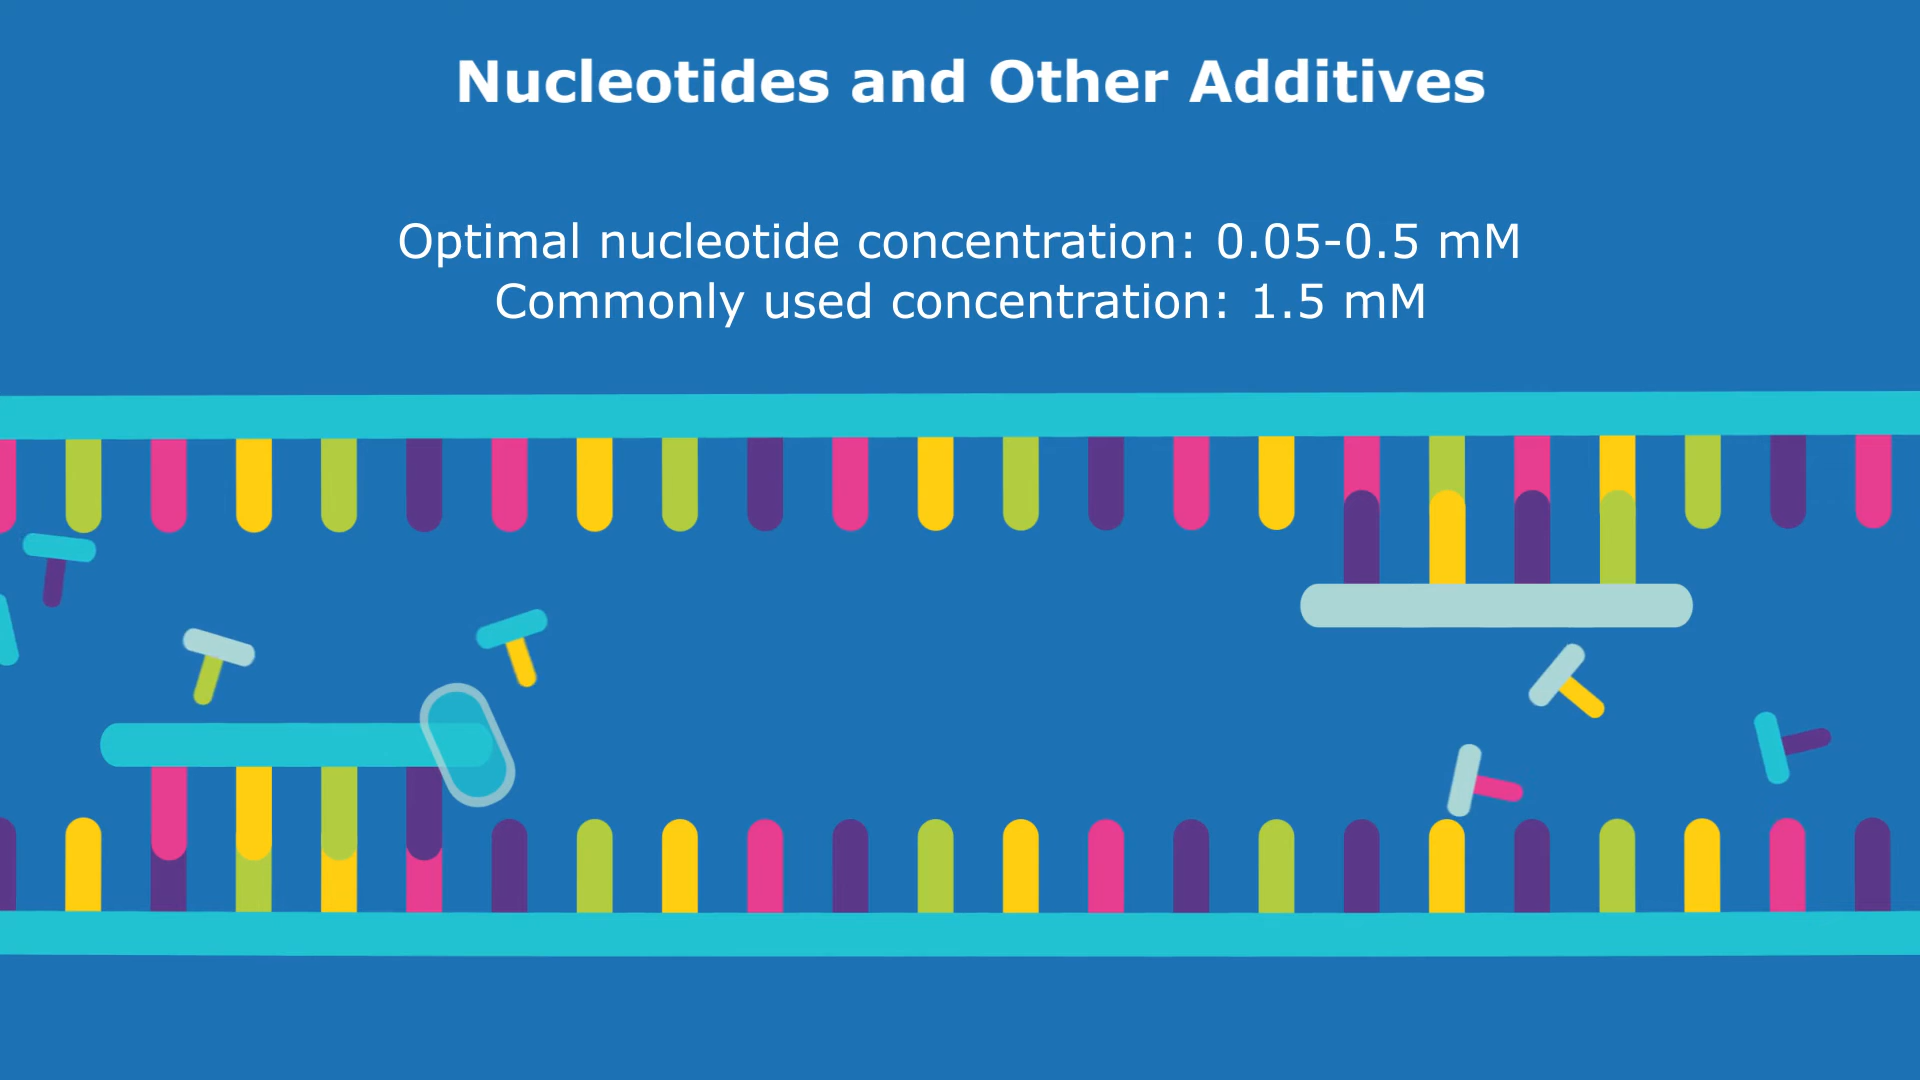 Nucleotides and Other Additives
Optimal nucleotide concentration: 0.05-0.5 mM
Commonly used concentration: 1.5 mM